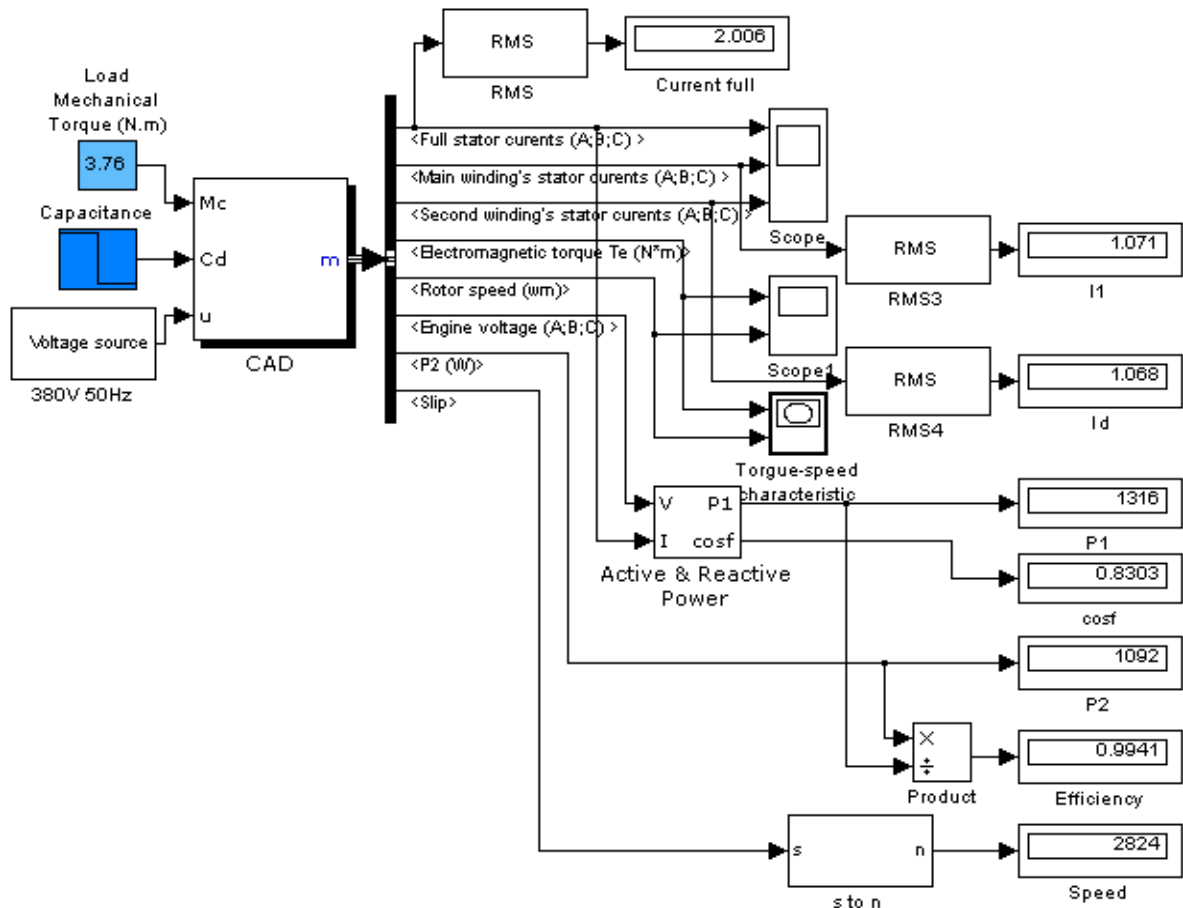 RMS
RMS
2.006
Current full
Load
Mechanical
Torque (N.m)
3.76
Capacitance
Voltage source
380V 50Hz
Mc
Cd
u
m
CAD
<Full stator curents (A;B;C) >
<Main winding's stator curents (A;B;C) >
<Second winding's stator curents (A;B;C) >
<Electromagnetic torque Te (N*m)>
<Rotor speed (wm)>
<Engine voltage (A;B;C) >
<P2 (W)>
<Slip>
Scope
RMS
RMS3
1.071
I1
Scope1
RMS
RMS4
1.068
Id
Torgue-speed
characteristic
V
P1
I
cosf
Active & Reactive
Power
1316
P1
0.8303
cosf
1092
P2
×
÷
Product
0.9941
Efficiency
s
n
s to n
2824
Speed